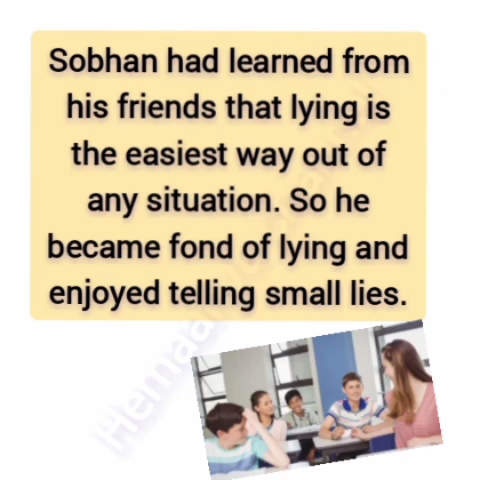 Sobhan had learned from
his friends that lying is
the easiest way out of
any situation. So he
became fond of lying and
enjoyed telling small lies.